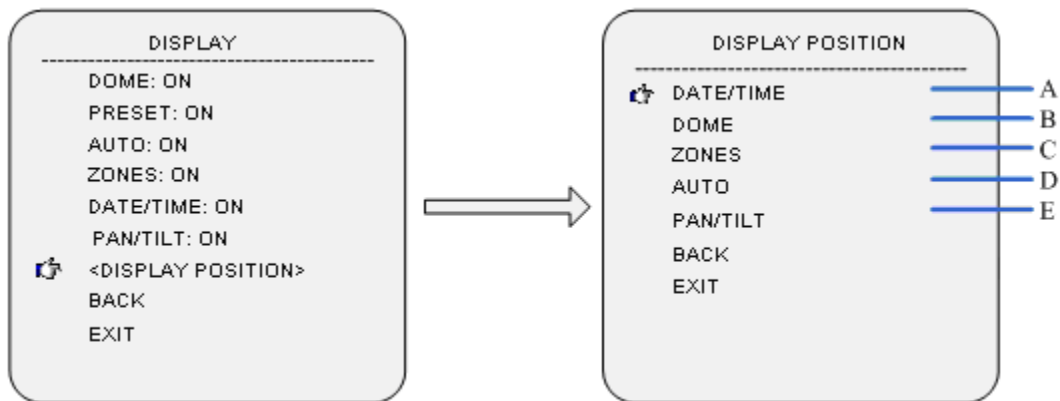 DISPLAY
DOME: ON
PRESET: ON
AUTO: ON
ZONES: ON
DATE/TIME: ON
PAN/TILT: ON
<DISPLAY POSITION>
BACK
EXIT
DISPLAY POSITION
DATE/TIME
A
DOME
B
ZONES
C
AUTO
D
PAN/TILT
E
BACK
EXIT